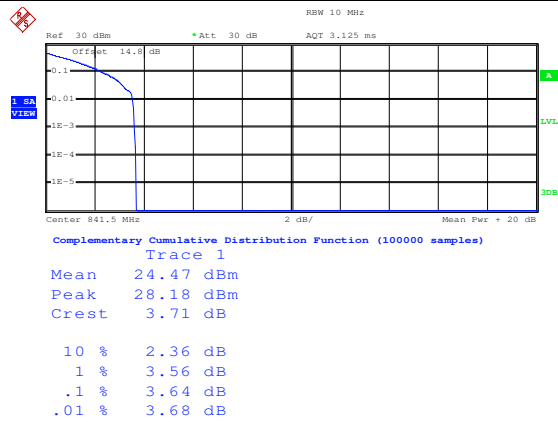 RBW 10 MHz
Ref 30 dBm *Att 30 dB AQT 3.125 ms
Offset 14.8 dB
0.1
A
0.01
1 SA
VIEW
1E-3
LVL
1E-4
1E-5
3DB
Center 841.5 MHz 2 dB/ Mean Pwr + 20 dB
Complementary Cumulative Distribution Function (100000 samples)
Trace 1
Mean 24.47 dBm
Peak 28.18 dBm
Crest 3.71 dB
10 % 2.36 dB
1 % 3.56 dB
.1 % 3.64 dB
.01 % 3.68 dB